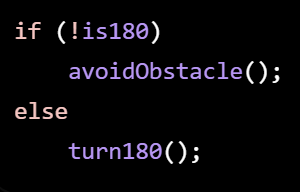 if (!is180)
    avoidObstacle();
else
    turn180();